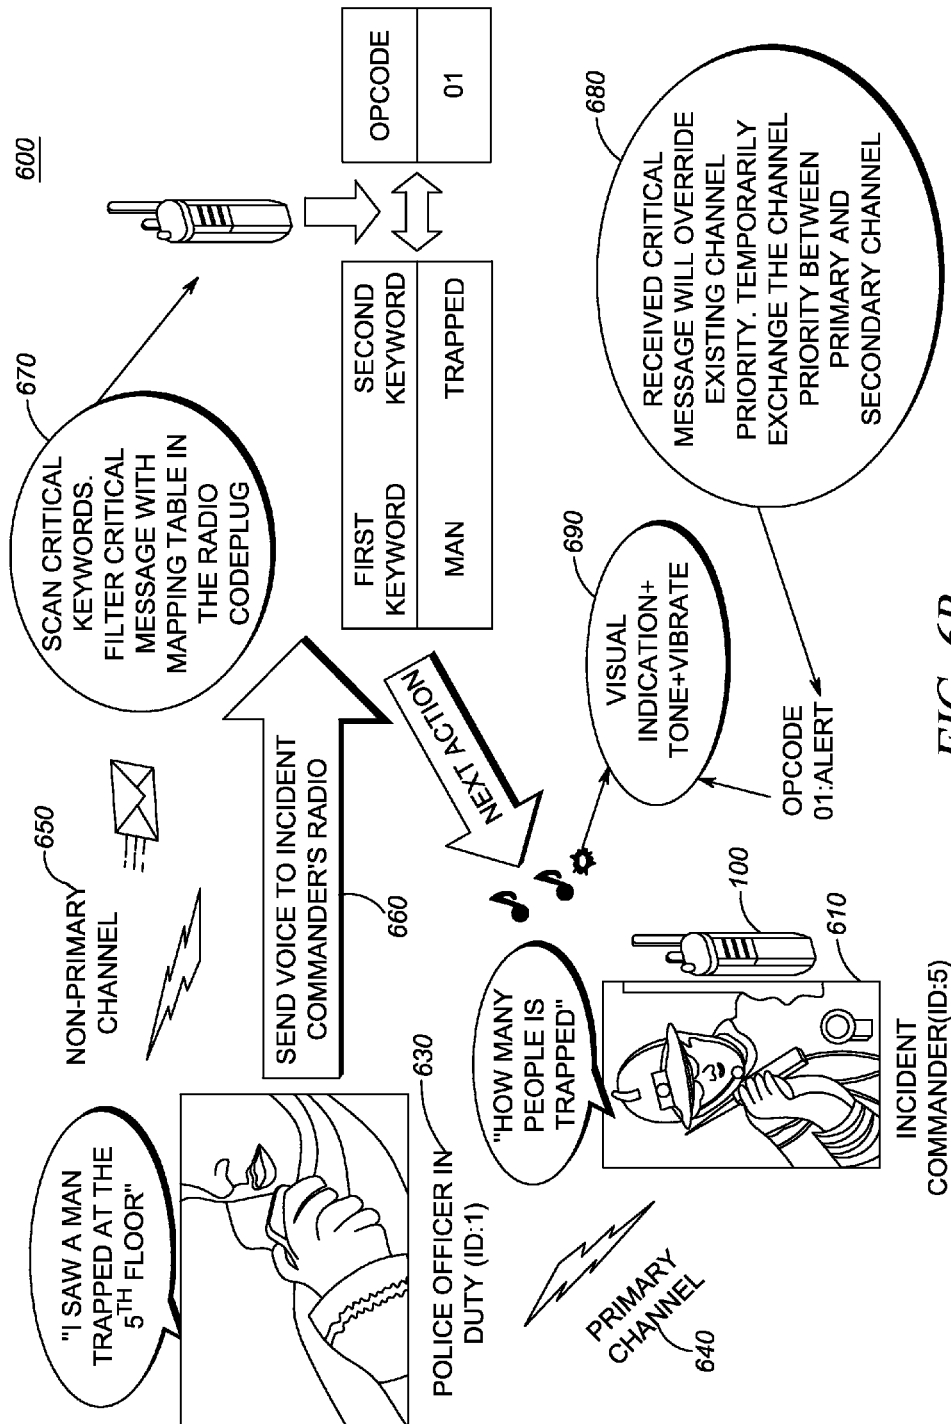 600
"I SAW A MAN
TRAPPED AT THE
5TH FLOOR"
POLICE OFFICER IN
DUTY (ID:1)
630
NON-PRIMARY
CHANNEL
650
SEND VOICE TO INCIDENT
COMMANDER'S RADIO
660
SCAN CRITICAL
KEYWORDS.
FILTER CRITICAL
MESSAGE WITH
MAPPING TABLE IN
THE RADIO
CODEPLUG
670
FIRST
KEYWORD
SECOND
KEYWORD
OPCODE
MAN
TRAPPED
01
NEXT ACTION
PRIMARY
CHANNEL
640
"HOW MANY
PEOPLE IS
TRAPPED"
100
610
INCIDENT
COMMANDER(ID:5)
VISUAL
INDICATION+
TONE+VIBRATE
690
OPCODE
01:ALERT
RECEIVED CRITICAL
MESSAGE WILL OVERRIDE
EXISTING CHANNEL
PRIORITY. TEMPORARILY
EXCHANGE THE CHANNEL
PRIORITY BETWEEN
PRIMARY AND
SECONDARY CHANNEL
680